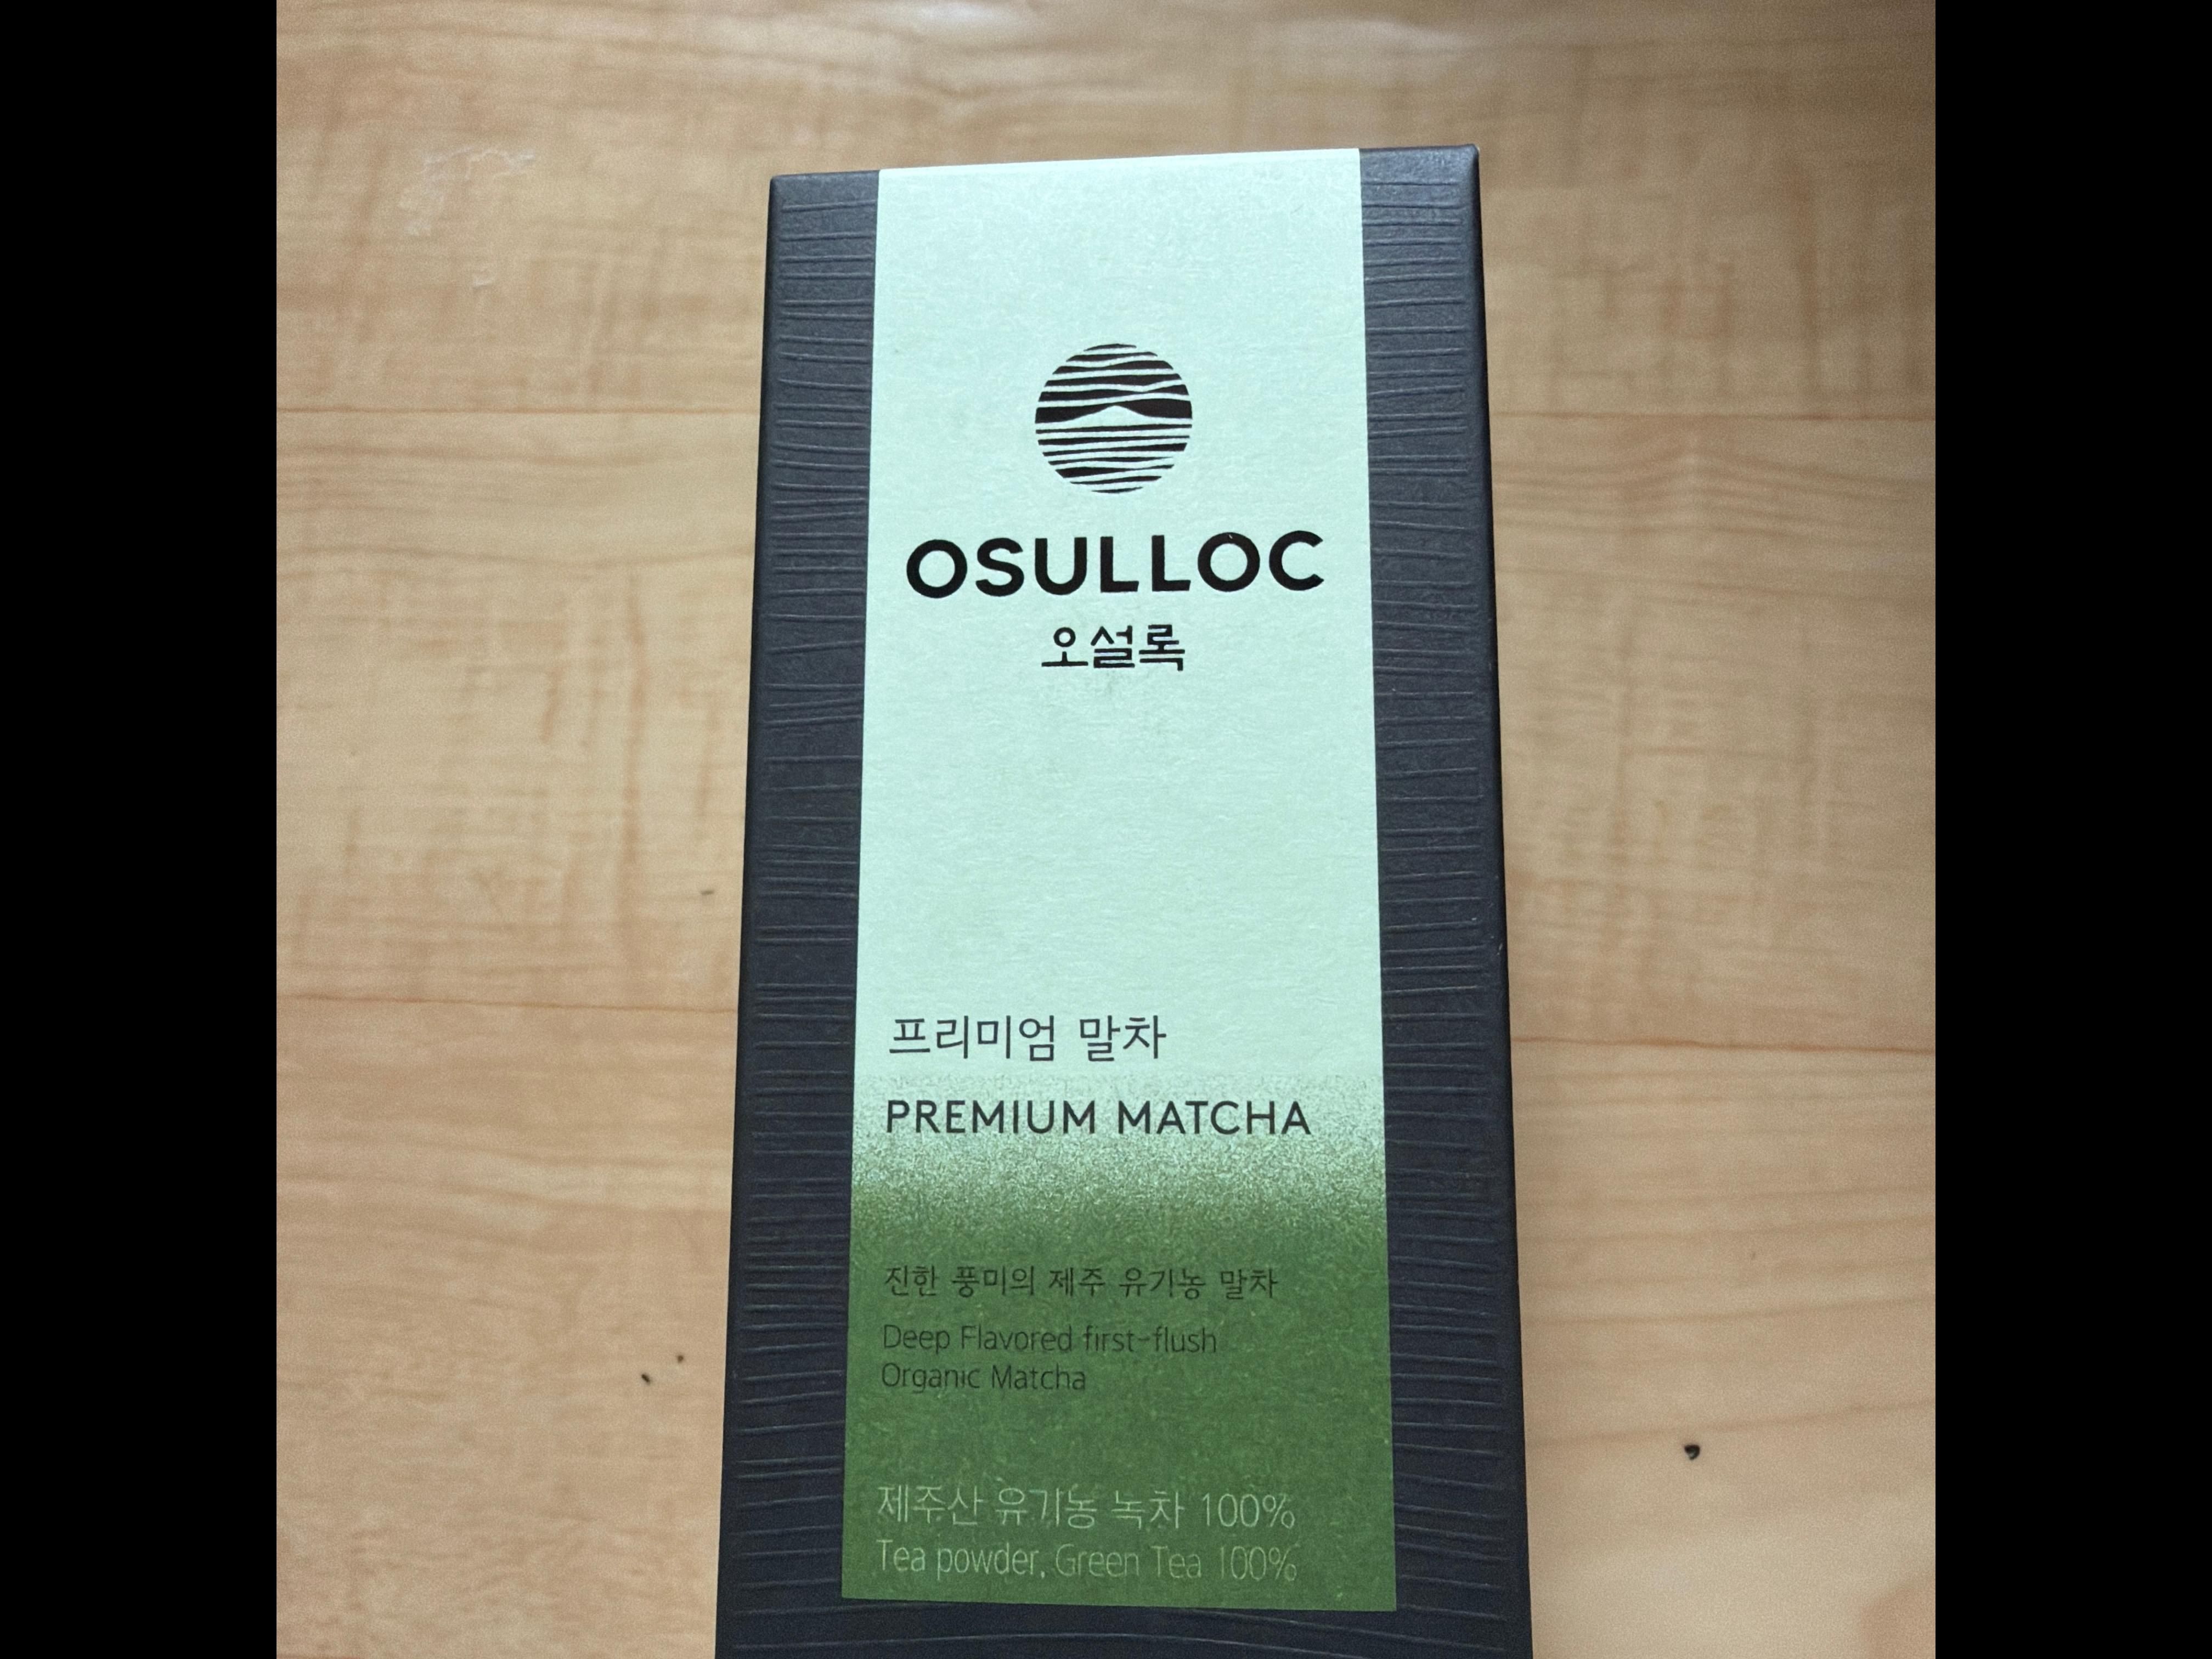 OSULLOC
오설록
프리미엄 말차
PREMIUM MATCHA
진한 풍미의 제주 유기농 말차
Deep Flavored first-flush
Organic Matcha
제주산 유기농 녹차 100%
Tea powder, Green Tea 100%